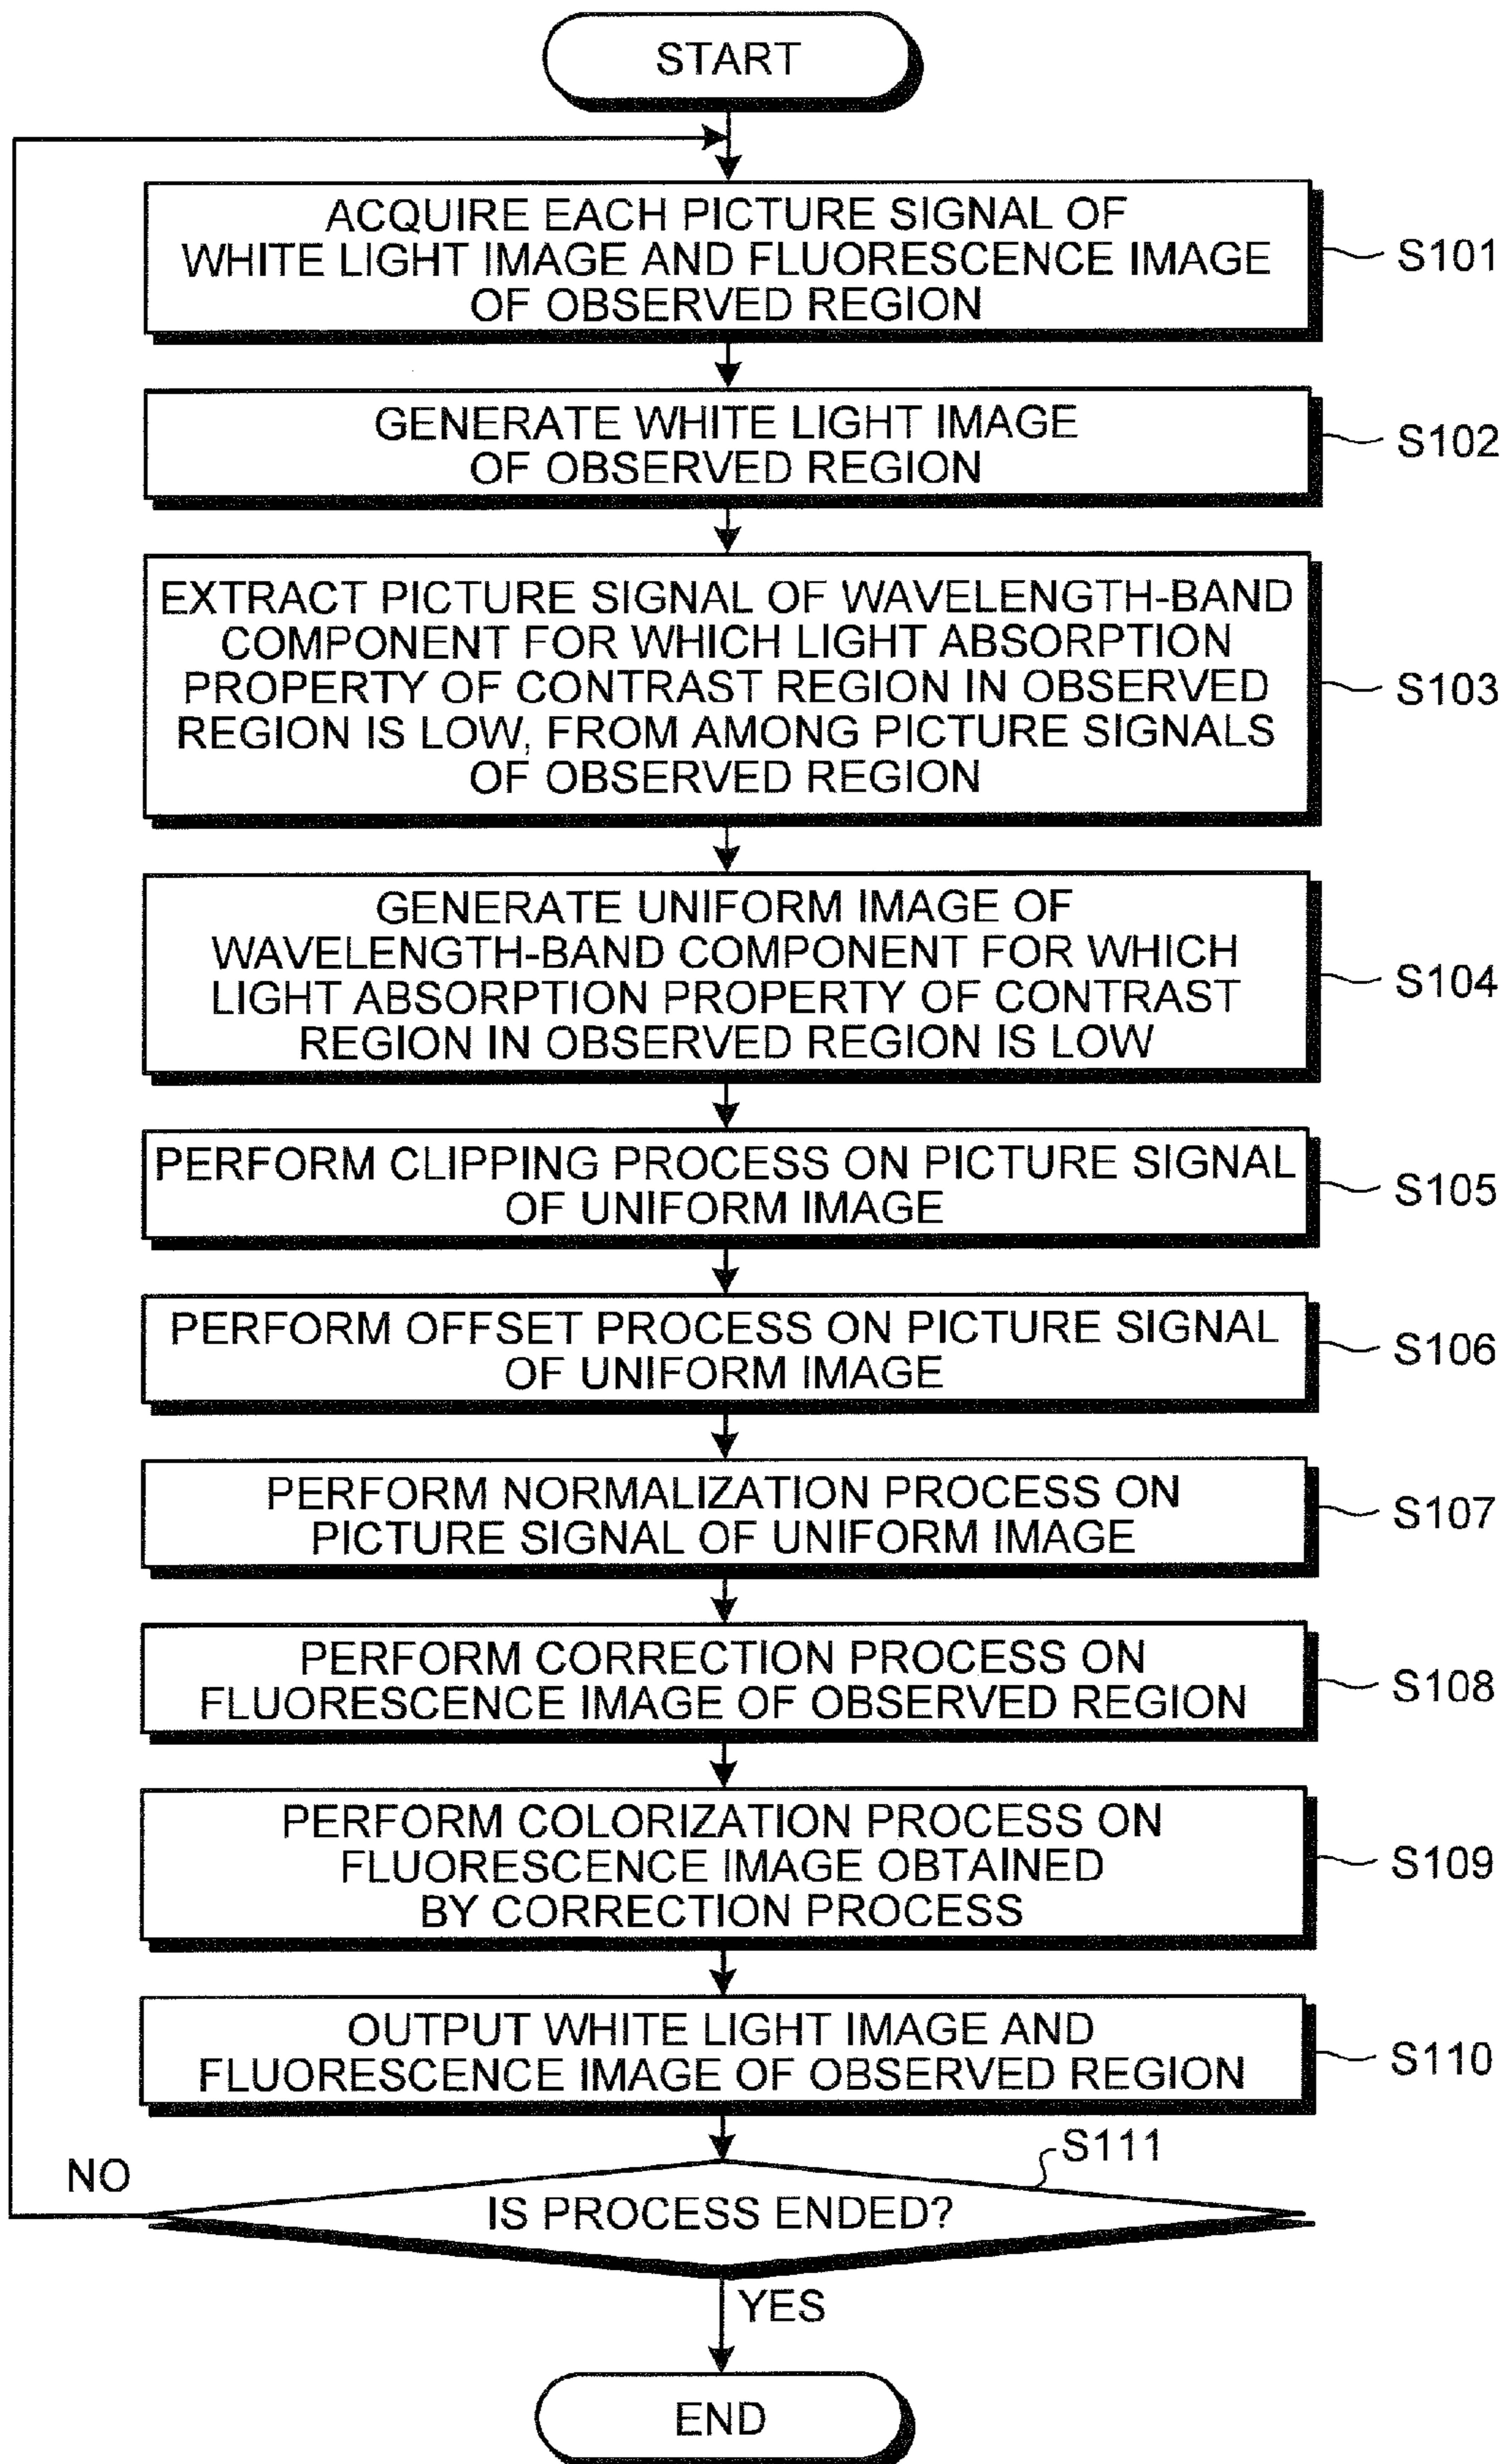 START
ACQUIRE EACH PICTURE SIGNAL OF
WHITE LIGHT IMAGE AND FLUORESCENCE IMAGE
OF OBSERVED REGION
S101
GENERATE WHITE LIGHT IMAGE
OF OBSERVED REGION
S102
EXTRACT PICTURE SIGNAL OF WAVELENGTH-BAND
COMPONENT FOR WHICH LIGHT ABSORPTION
PROPERTY OF CONTRAST REGION IN OBSERVED
REGION IS LOW, FROM AMONG PICTURE SIGNALS
OF OBSERVED REGION
S103
GENERATE UNIFORM IMAGE OF
WAVELENGTH-BAND COMPONENT FOR WHICH
LIGHT ABSORPTION PROPERTY OF CONTRAST
REGION IN OBSERVED REGION IS LOW
S104
PERFORM CLIPPING PROCESS ON PICTURE SIGNAL
OF UNIFORM IMAGE
S105
PERFORM OFFSET PROCESS ON PICTURE SIGNAL
OF UNIFORM IMAGE
S106
PERFORM NORMALIZATION PROCESS ON
PICTURE SIGNAL OF UNIFORM IMAGE
S107
PERFORM CORRECTION PROCESS ON
FLUORESCENCE IMAGE OF OBSERVED REGION
S108
PERFORM COLORIZATION PROCESS ON
FLUORESCENCE IMAGE OBTAINED
BY CORRECTION PROCESS
S109
OUTPUT WHITE LIGHT IMAGE AND
FLUORESCENCE IMAGE OF OBSERVED REGION
S110
S111
NO
IS PROCESS ENDED?
YES
END